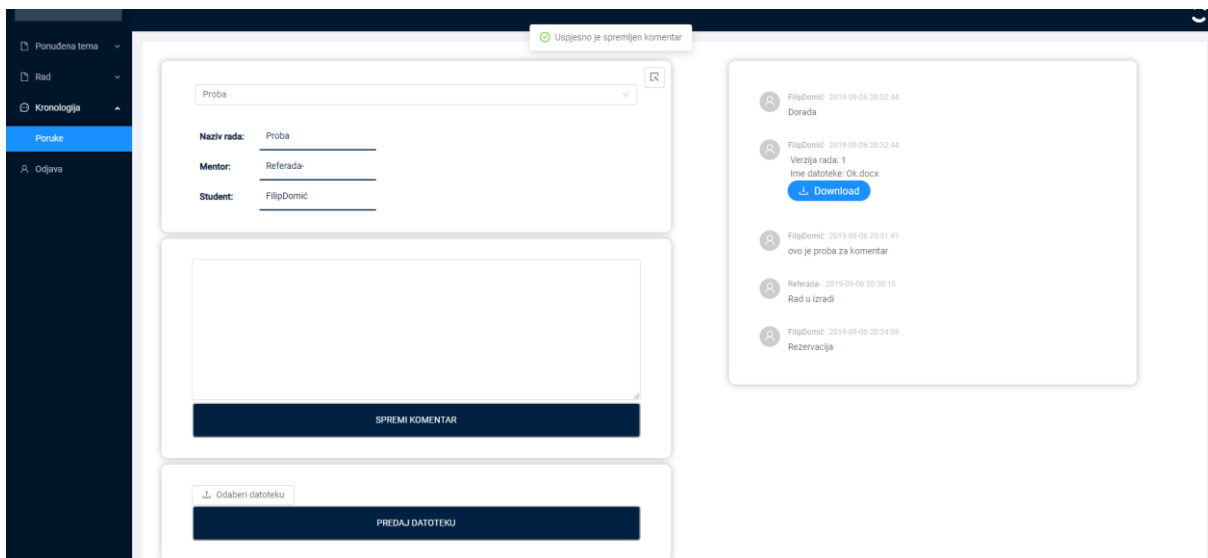 Uspjesno je spremljen komentar
Ponuđena tema
Rad
Kronologija
Poruke
Odjava
Proba
Naziv rada: Proba
Mentor: Referada-
Student: FilipDomić
SPREMI KOMENTAR
Odaberi datoteku
PREDAJ DATOTEKU
FilipDomić 2019-09-06 20:52:44
Dorada
FilipDomić 2019-09-06 20:52:44
Verzija rada: 1
Ime datoteke: Ok.docx
Download
FilipDomić 2019-09-06 20:31:41
ovo je proba za komentar
Referada- 2019-09-06 20:30:15
Rad u izradi
FilipDomić 2019-09-06 20:24:59
Rezervacija